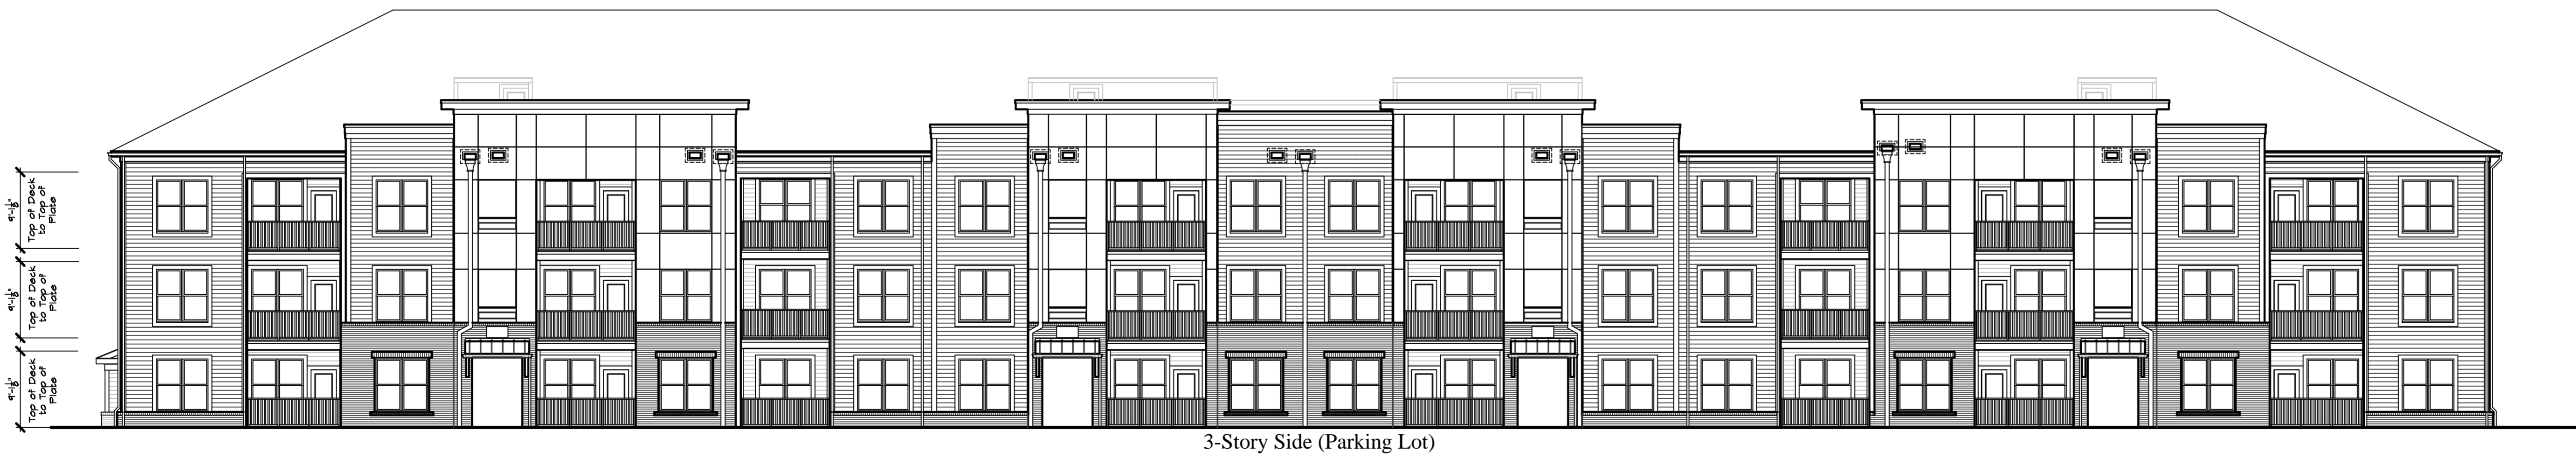 9'-1⅛"
Top of Deck
to Top of
Plate
9'-1⅛"
Top of Deck
to Top of
Plate
9'-1⅛"
Top of Deck
to Top of
Plate
3-Story Side (Parking Lot)